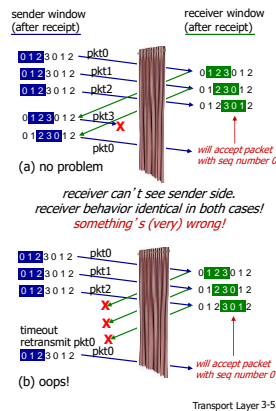 sender window
(after receipt)
receiver window
(after receipt)
0 1 2 3 0 1 2 pkt0
0 1 2 3 0 1 2 pkt1 0 1 2 3 0 1 2
0 1 2 3 0 1 2 pkt2 0 1 2 3 0 1 2
0 1 2 3 0 1 2
0 1 2 3 0 1 2 pkt3
X
0 1 2 3 0 1 2
pkt0
will accept packet
with seq number 0
(a) no problem
receiver can't see sender side.
receiver behavior identical in both cases!
something's (very) wrong!
0 1 2 3 0 1 2 pkt0
0 1 2 3 0 1 2 pkt1 0 1 2 3 0 1 2
0 1 2 3 0 1 2 pkt2 0 1 2 3 0 1 2
X 0 1 2 3 0 1 2
X
timeout
retransmit pkt0 X
0 1 2 3 0 1 2 pkt0
will accept packet
with seq number 0
(b) oops!
Transport Layer 3-5